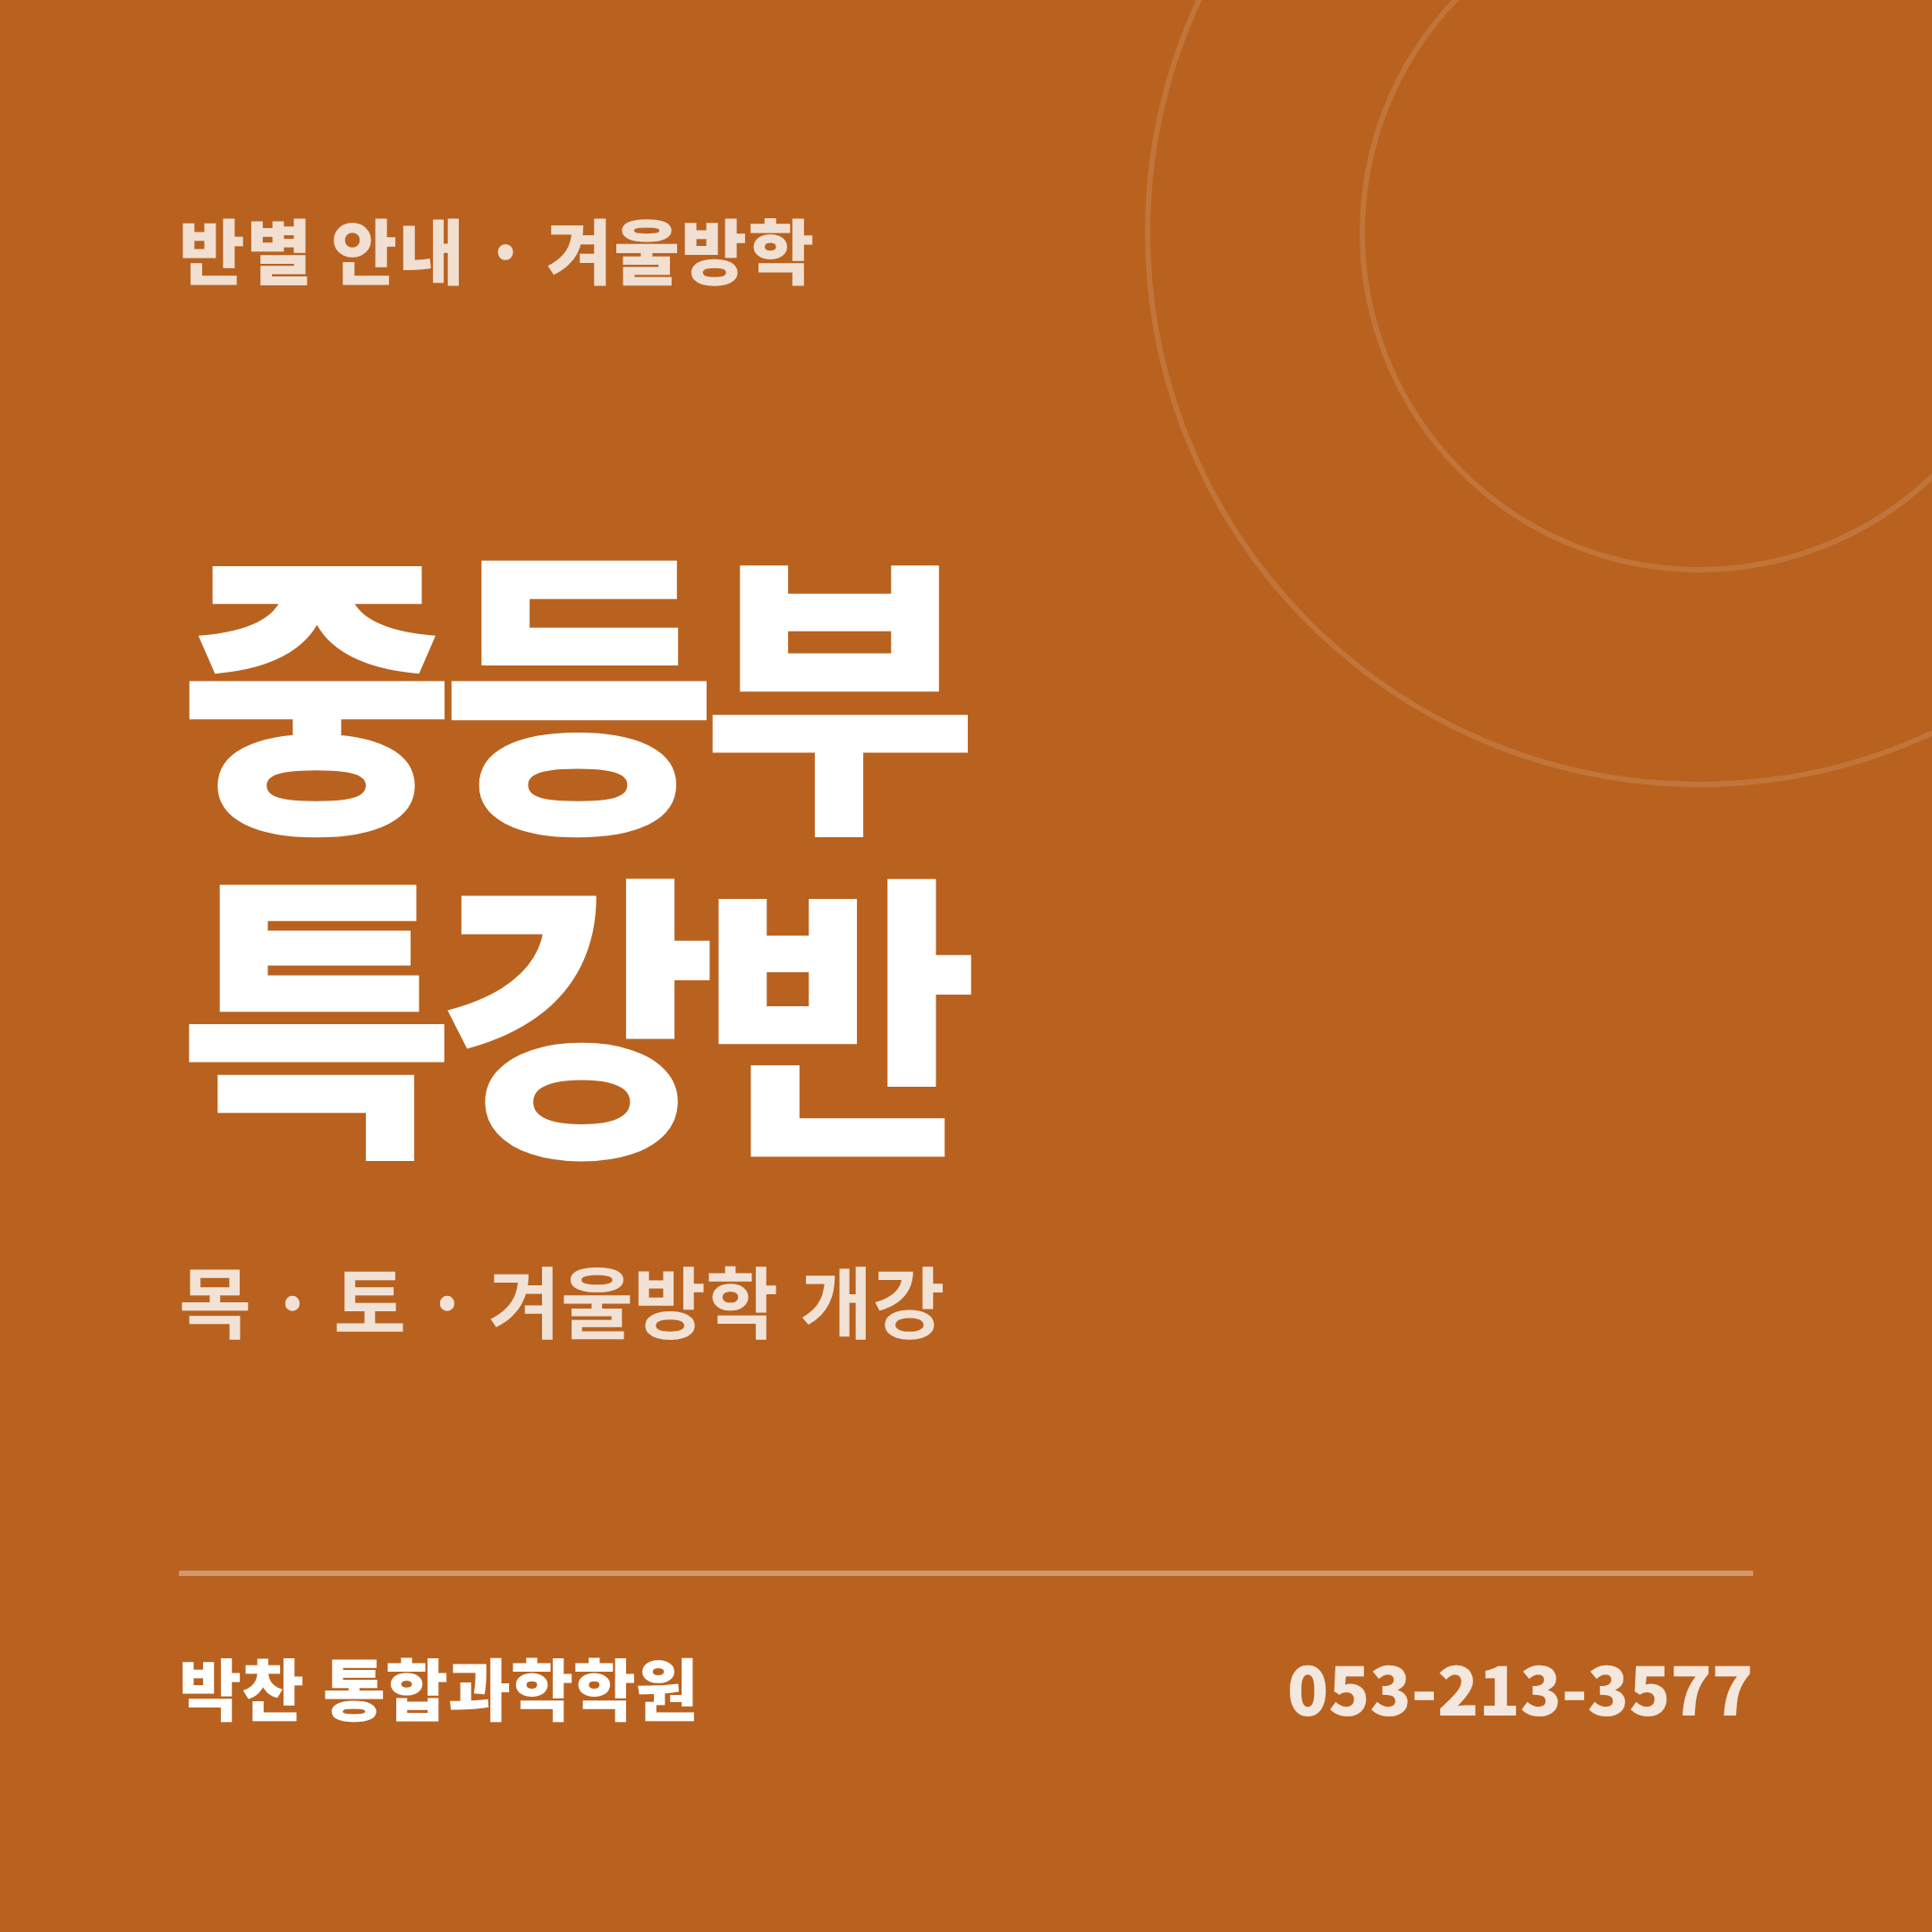 반별 안내 · 겨울방학
중등부
특강반
목 · 토 · 겨울방학 개강
박찬 통합과학학원
053-213-3577